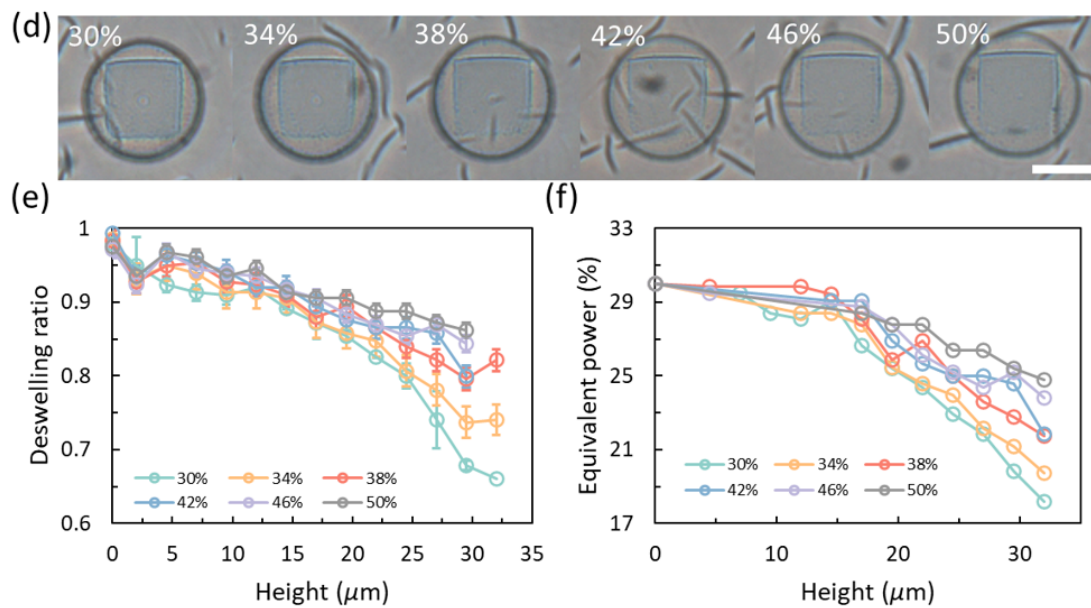 (d)
30% 34% 38% 42% 46% 50%
(e) (f)
Deswelling ratio
1
0.9
0.8
0.7
0.6
30% 34% 38%
42% 46% 50%
0 5 10 15 20 25 30 35
Height (μm)
Equivalent power (%)
33
29
25
21
17
30% 34% 38%
42% 46% 50%
0 10 20 30
Height (μm)